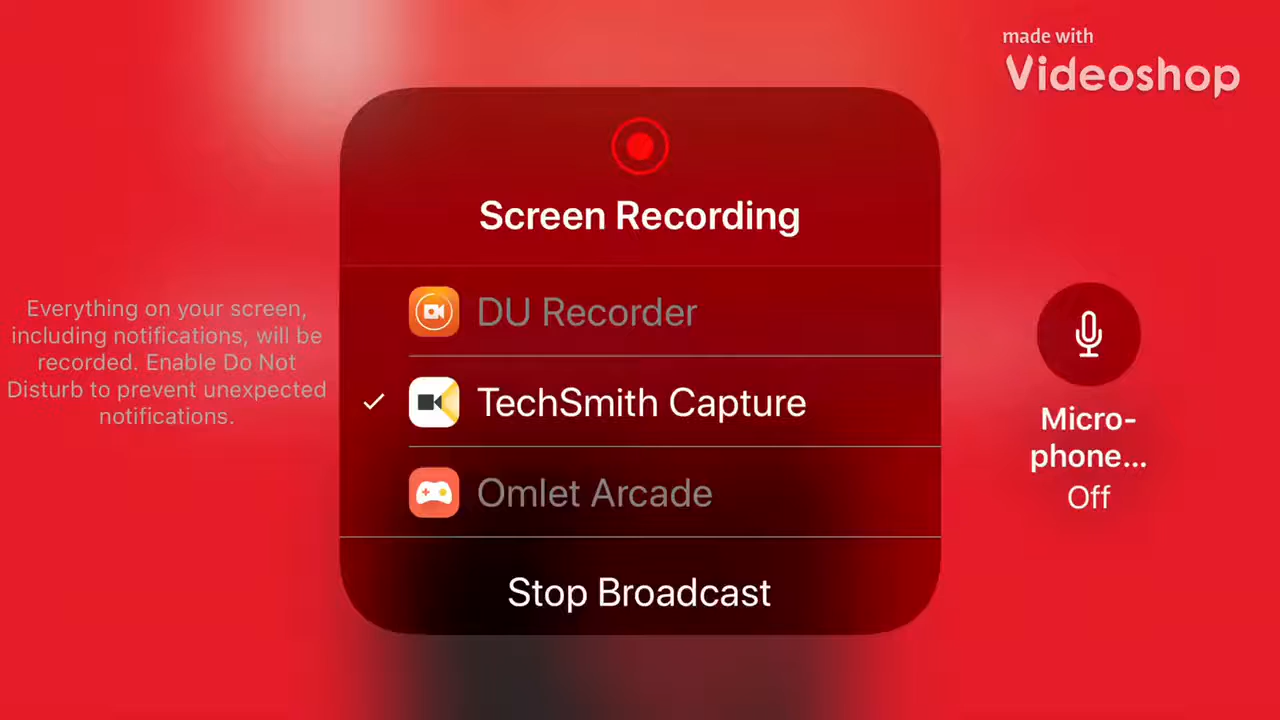 made with
Videoshop
Screen Recording
Everything on your screen,
including notifications, will be
recorded. Enable Do Not
Disturb to prevent unexpected
notifications.
DU Recorder
TechSmith Capture
Omlet Arcade
Stop Broadcast
Micro-
phone...
Off